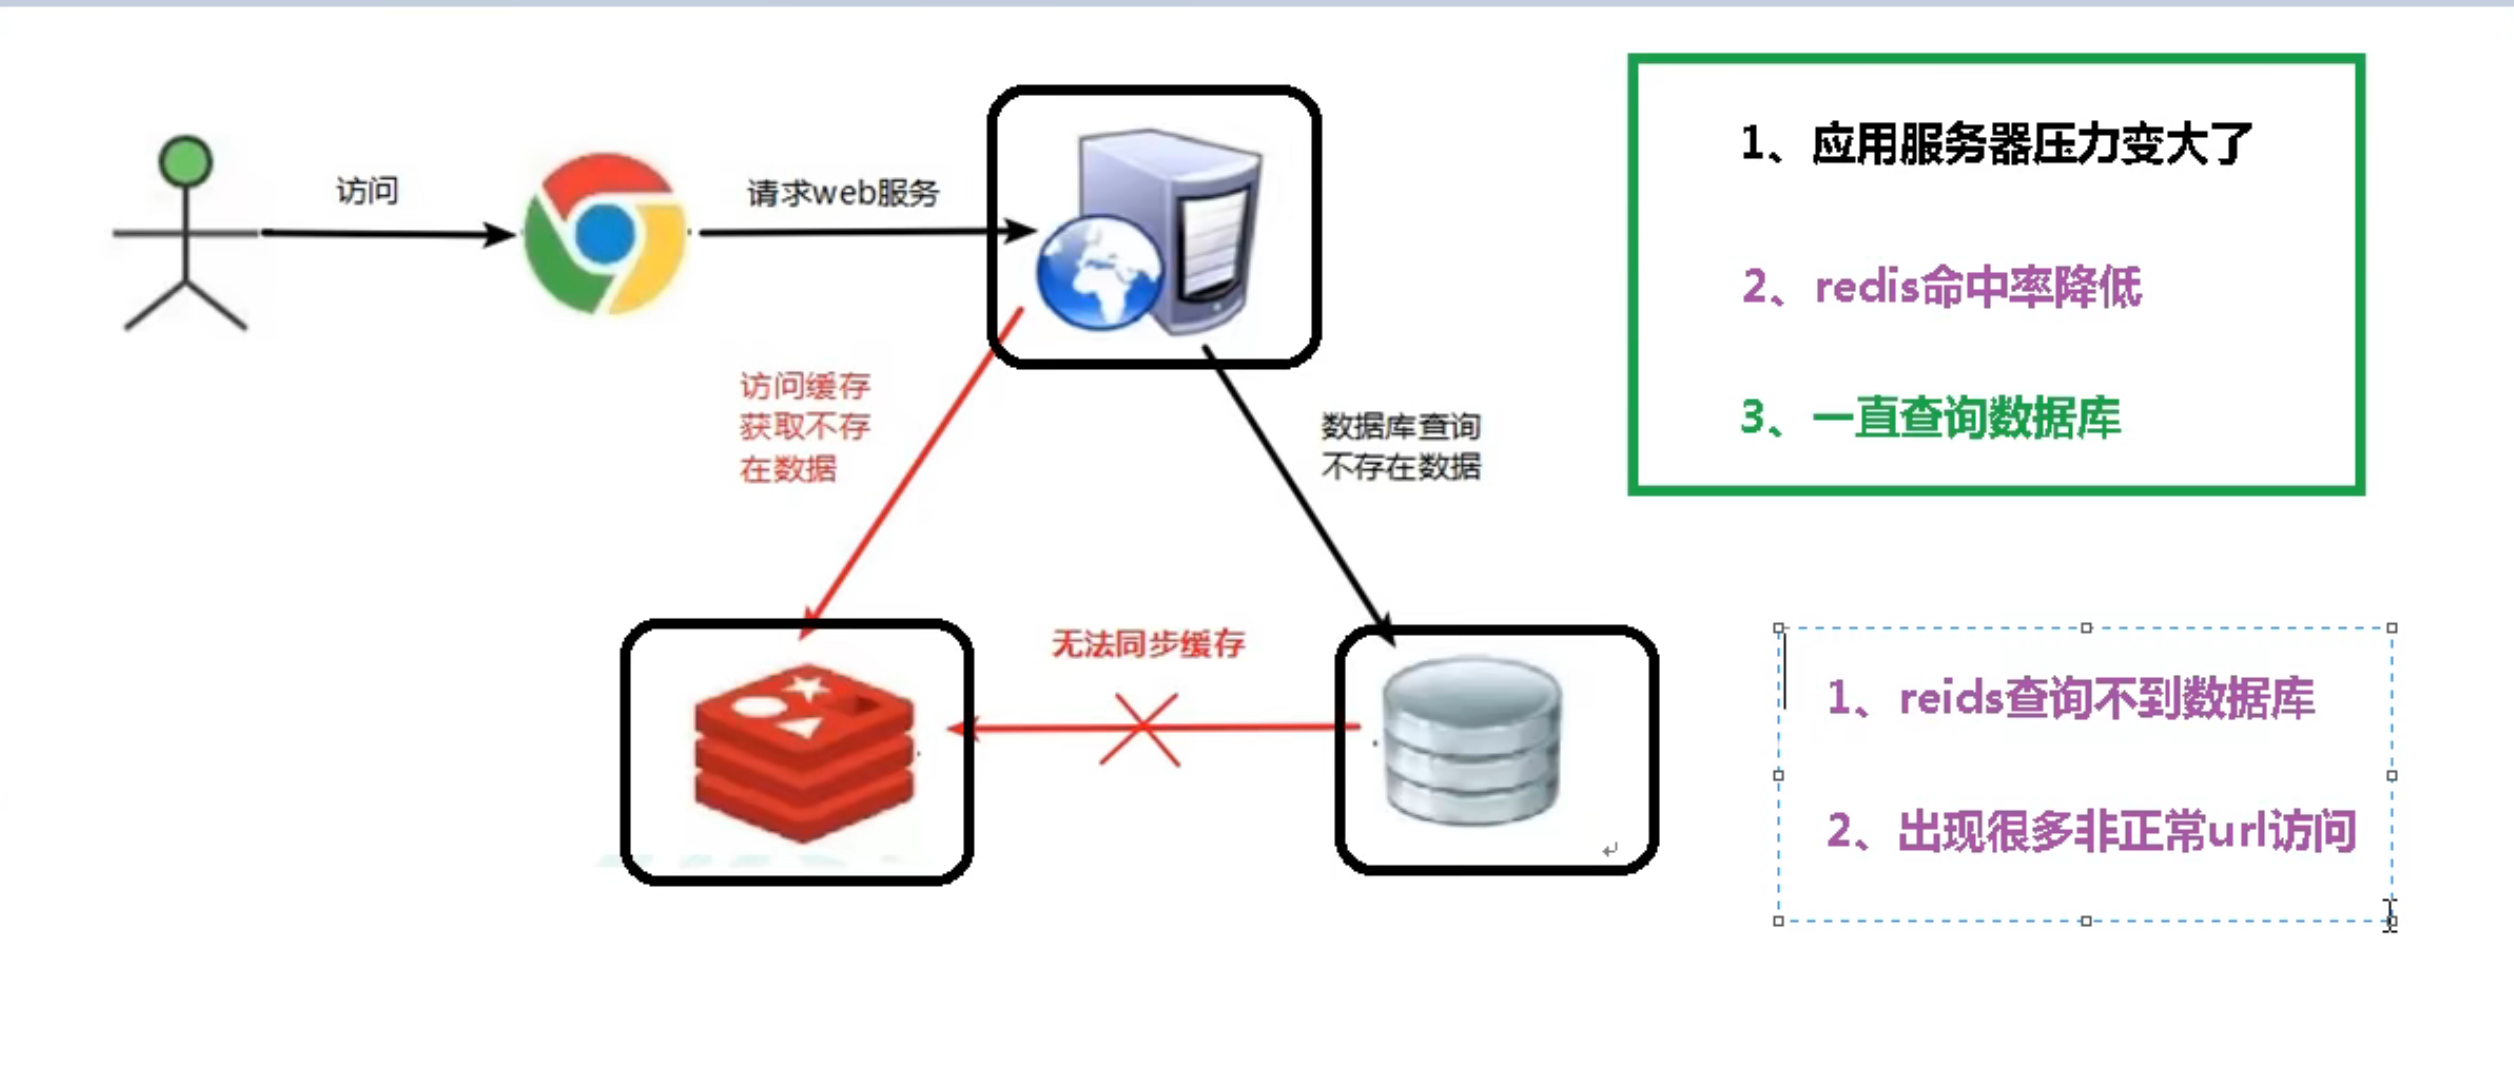 访问
请求web服务
访问缓存
获取不存
在数据
数据库查询
不存在数据
无法同步缓存
1、应用服务器压力变大了
2、redis命中率降低
3、一直查询数据库
1、reids查询不到数据库
2、出现很多非正常url访问